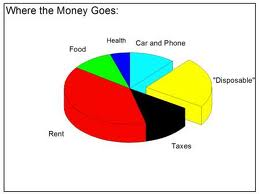 Where the Money Goes:
Health
Car and Phone
Food
"Disposable"
Rent
Taxes